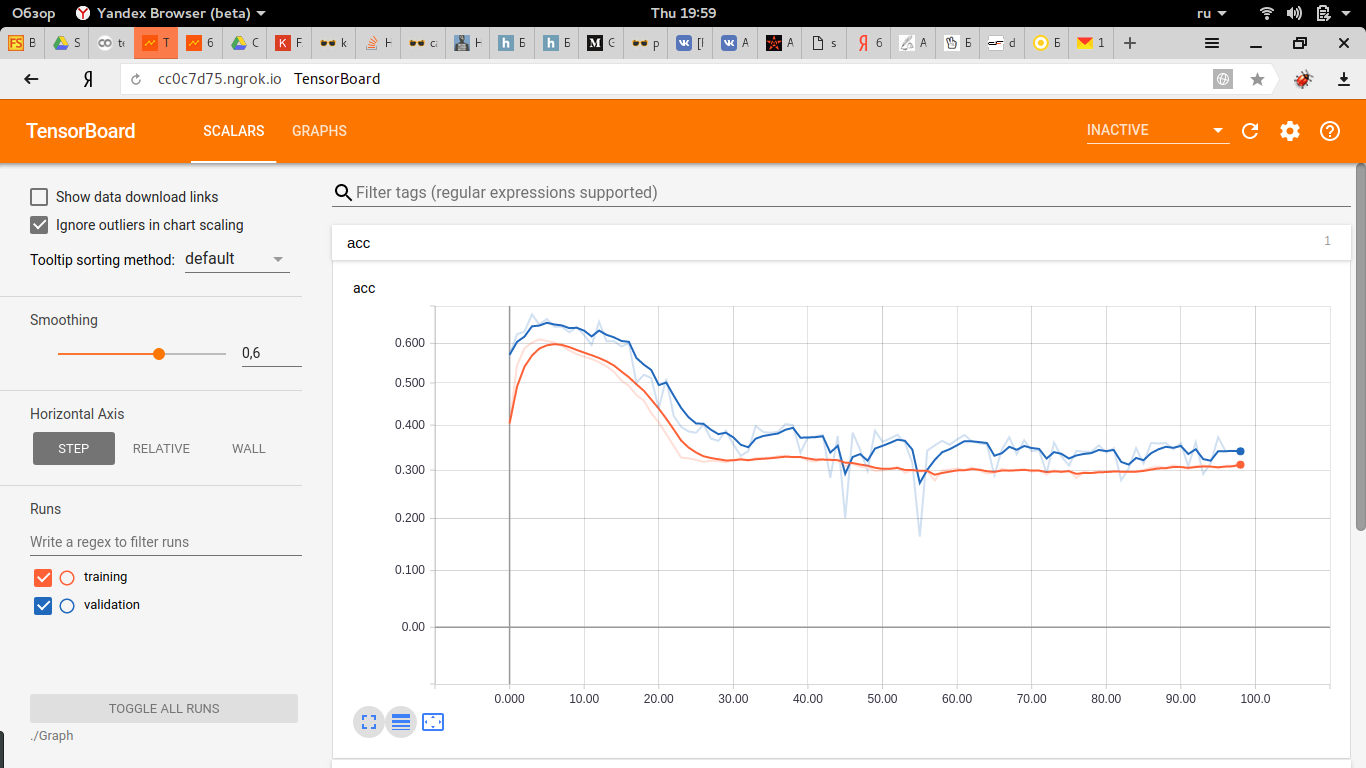 Обзор Yandex Browser (beta) Thu 19:59 ru
B S te T 6 C F k H ca H Б Б G p [I A A s 6 A Б d Б 1
Я cc0c7d75.ngrok.io TensorBoard
TensorBoard SCALARS GRAPHS INACTIVE
Show data download links
Ignore outliers in chart scaling
Tooltip sorting method: default
Smoothing
0,6
Horizontal Axis
STEP RELATIVE WALL
Runs
Write a regex to filter runs
training
validation
TOGGLE ALL RUNS
./Graph
Filter tags (regular expressions supported)
acc 1
acc
0.600
0.500
0.400
0.300
0.200
0.100
0.00
0.000 10.00 20.00 30.00 40.00 50.00 60.00 70.00 80.00 90.00 100.0